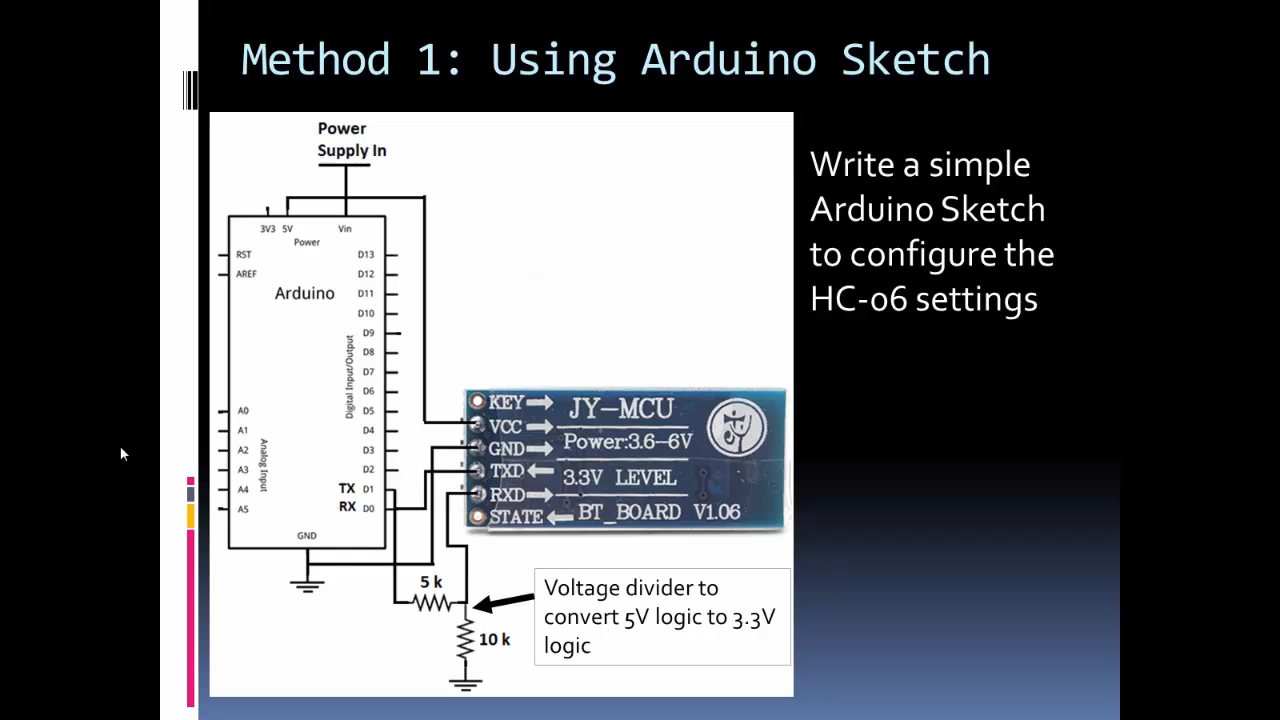 Method 1: Using Arduino Sketch
Power
Supply In
3V3 5V Vin
Power
RST
AREF
Arduino
D13
D12
D11
D10
D9
D8
D7
D6
D5
D4
D3
D2
TX D1
RX D0
Digital Input/Output
A0
A1
A2
A3
A4
A5
Analog Input
GND
KEY
VCC
GND
TXD
RXD
STATE
JY-MCU
Power:3.6-6V
3.3V LEVEL
BT_BOARD V1.06
5 k
10 k
Voltage divider to
convert 5V logic to 3.3V
logic
Write a simple
Arduino Sketch
to configure the
HC-06 settings